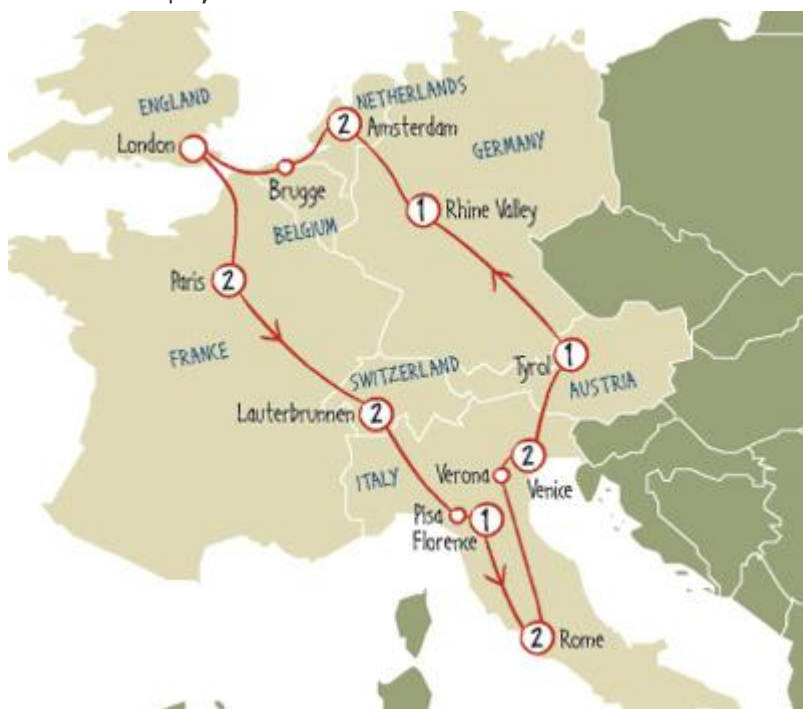 ENGLAND
NETHERLANDS
London
2
Amsterdam
GERMANY
Brugge
BELGIUM
1
Rhine Valley
Paris
2
FRANCE
SWITZERLAND
Tyrol
1
AUSTRIA
Lauterbrunnen
2
ITALY
Verona
2
Venice
Pisa
1
Florence
2
Rome